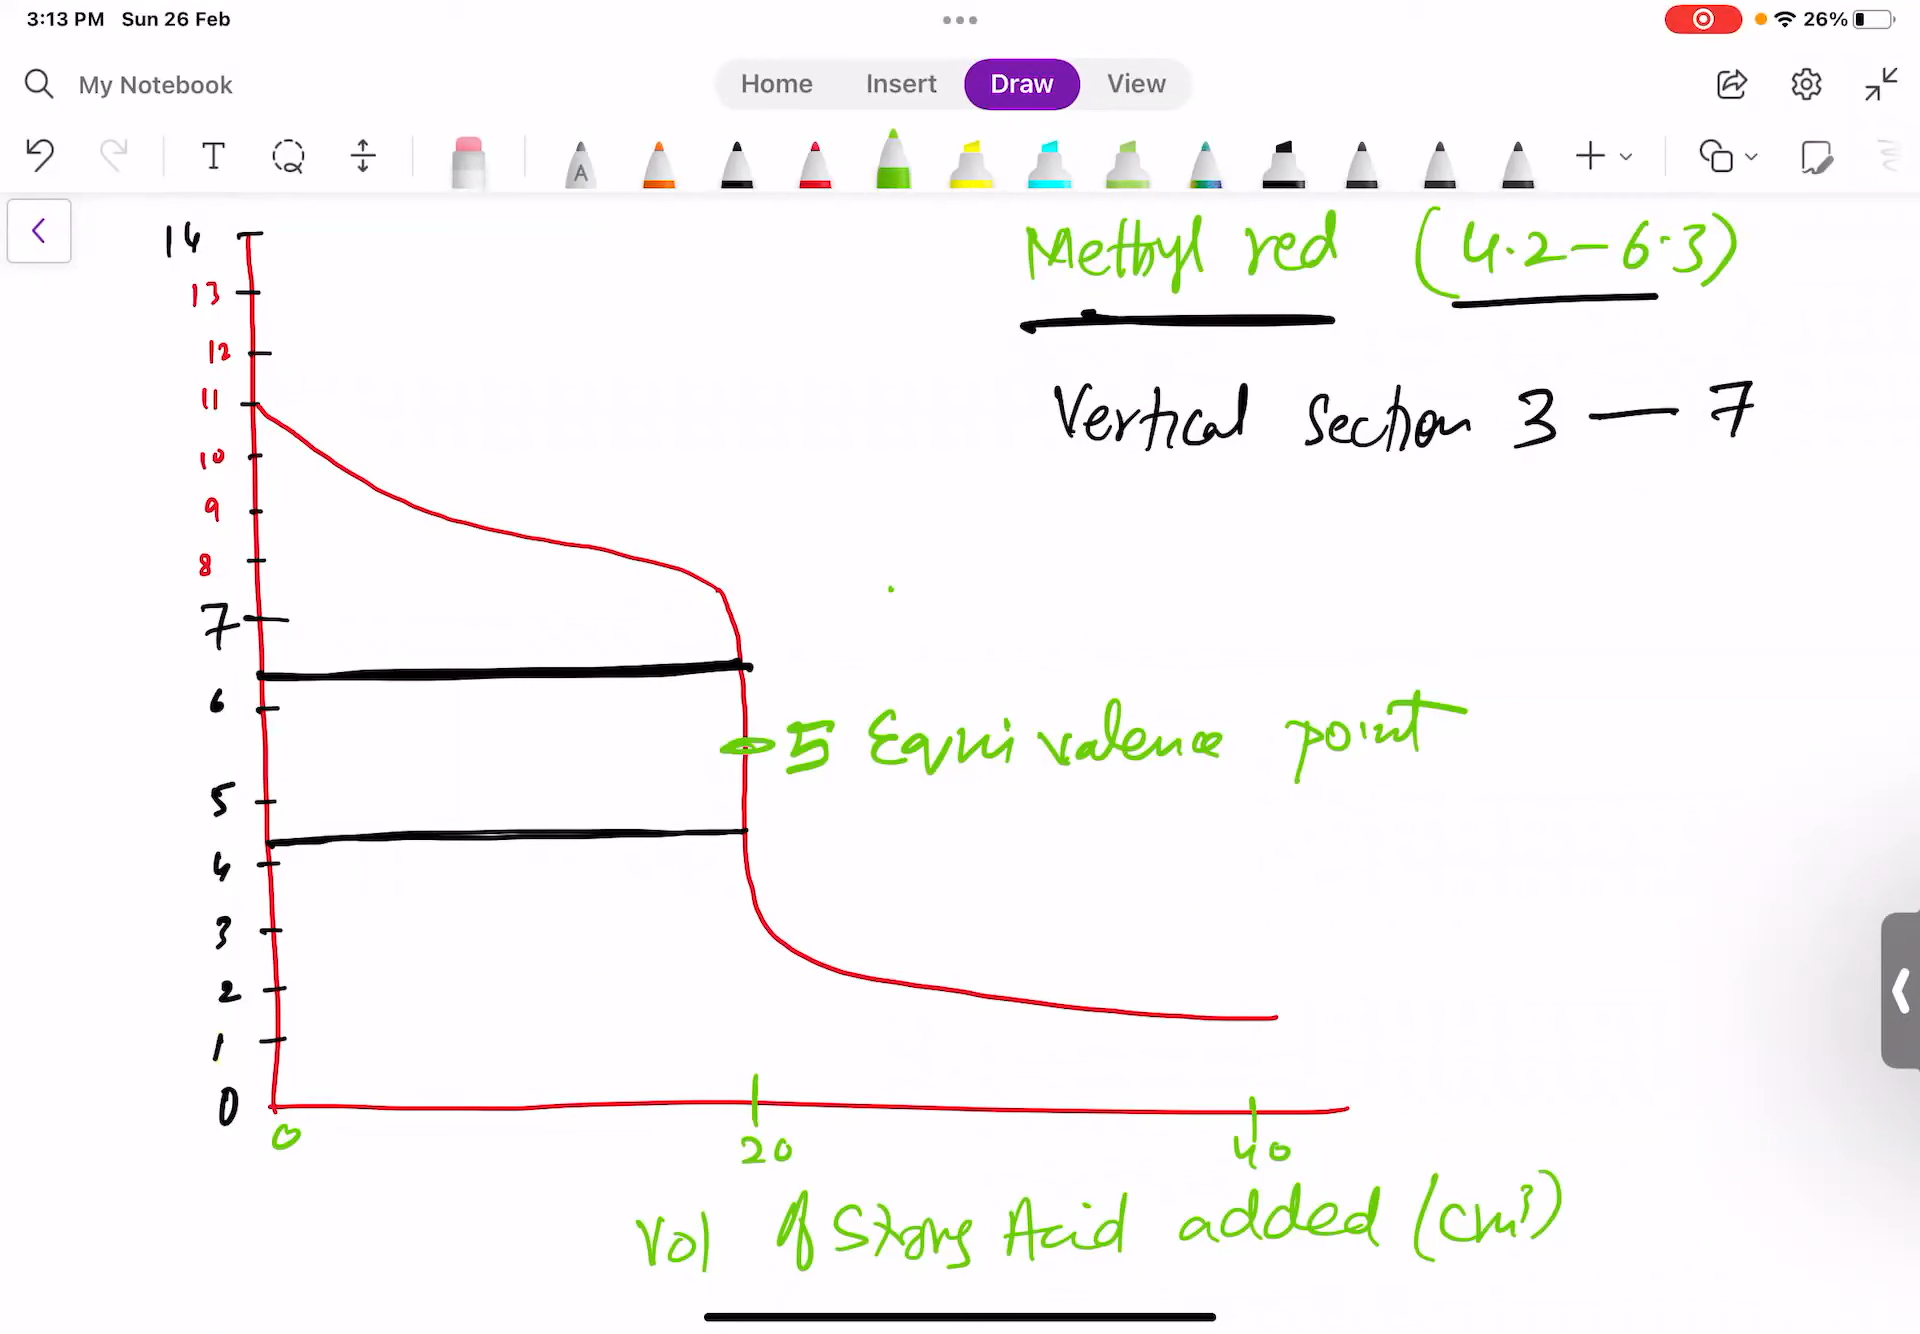 3:13 PM Sun 26 Feb
26%
My Notebook
Home Insert Draw View
T
A
14
13
12
11
10
9
8
7
6
5
4
3
2
1
0
Methyl red (4.2-6.3)
Vertical section 3 — 7
5 Equivalence point
0 20 40
Vol of Strong Acid added (cm³)